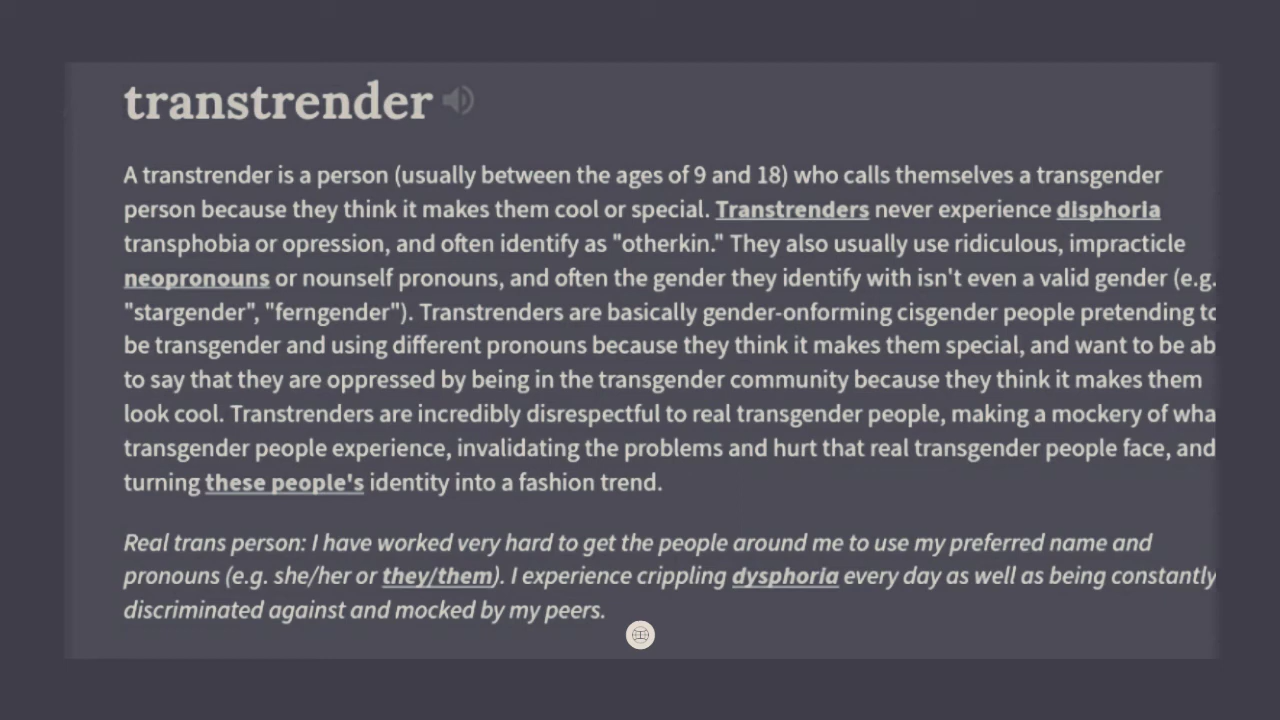 transtrender
A transtrender is a person (usually between the ages of 9 and 18) who calls themselves a transgender
person because they think it makes them cool or special. Transtrenders never experience disphoria
transphobia or opression, and often identify as "otherkin." They also usually use ridiculous, impracticle
neopronouns or nounself pronouns, and often the gender they identify with isn't even a valid gender (e.g.
"stargender", "ferngender"). Transtrenders are basically gender-onforming cisgender people pretending to
be transgender and using different pronouns because they think it makes them special, and want to be ab
to say that they are oppressed by being in the transgender community because they think it makes them
look cool. Transtrenders are incredibly disrespectful to real transgender people, making a mockery of wha
transgender people experience, invalidating the problems and hurt that real transgender people face, and
turning these people's identity into a fashion trend.
Real trans person: I have worked very hard to get the people around me to use my preferred name and
pronouns (e.g. she/her or they/them). I experience crippling dysphoria every day as well as being constantly
discriminated against and mocked by my peers.